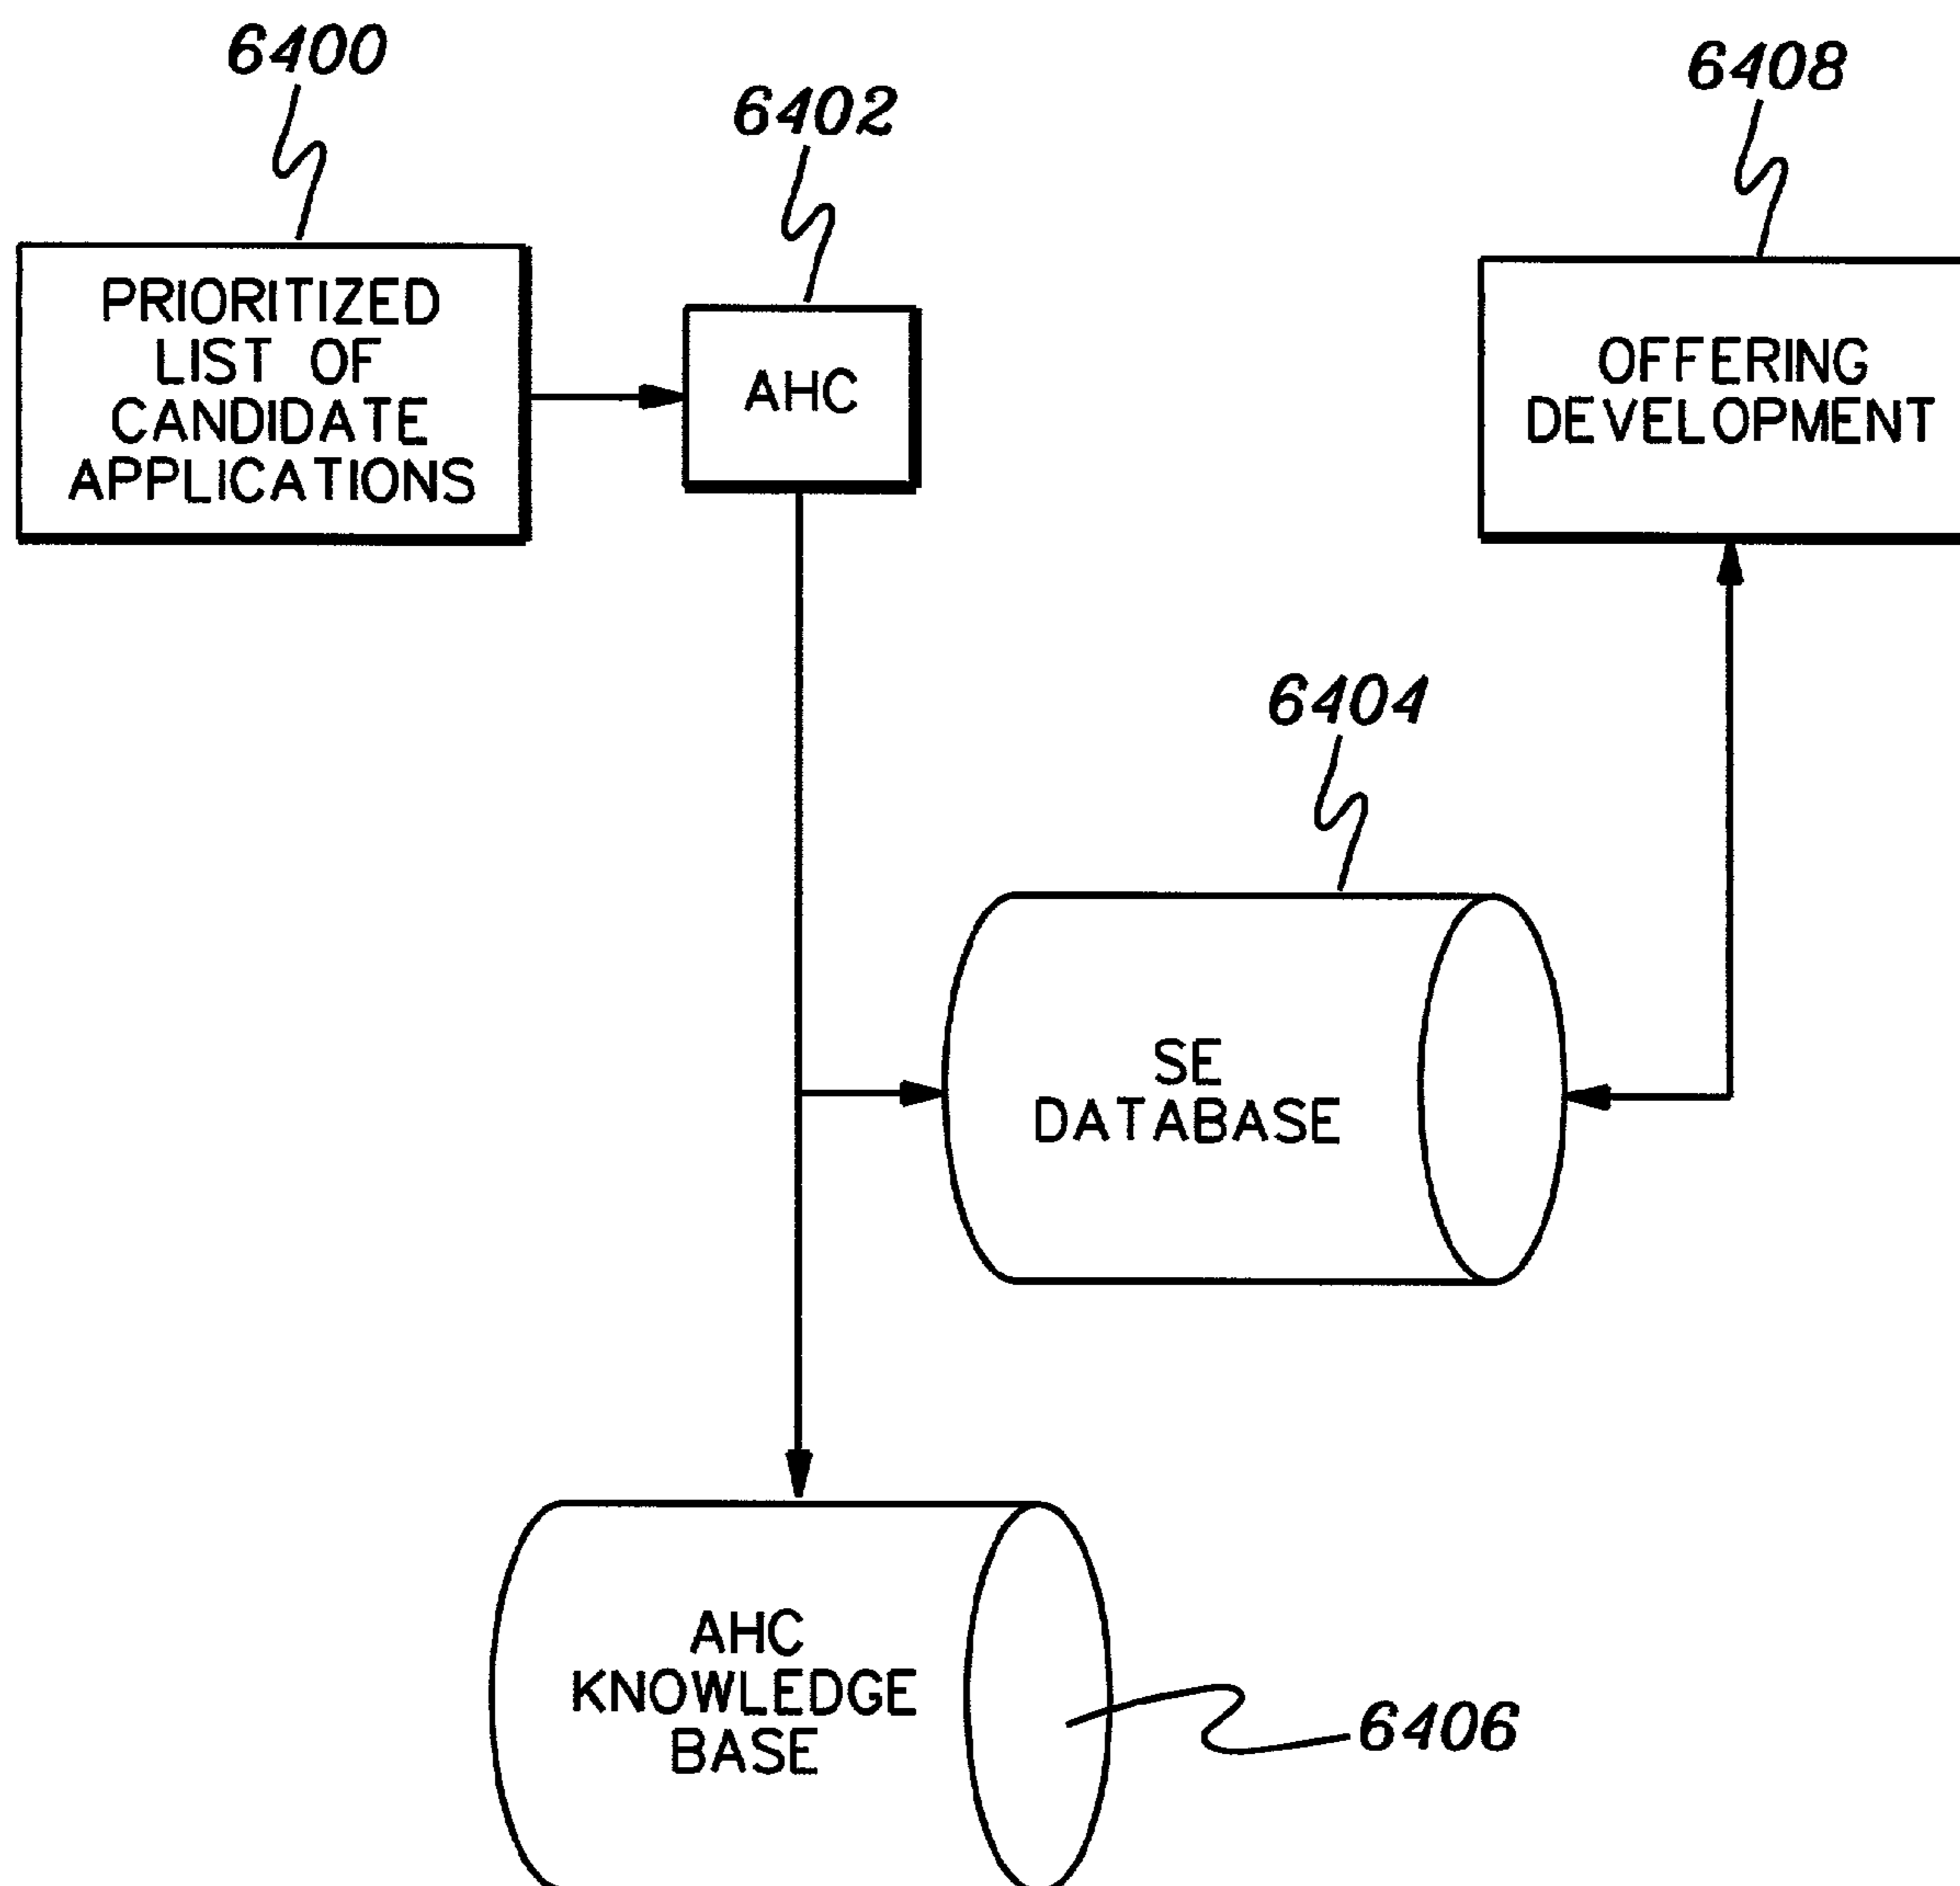 6400
6402
6408
PRIORITIZED
LIST OF
CANDIDATE
APPLICATIONS
AHC
OFFERING
DEVELOPMENT
6404
SE
DATABASE
AHC
KNOWLEDGE
BASE
6406